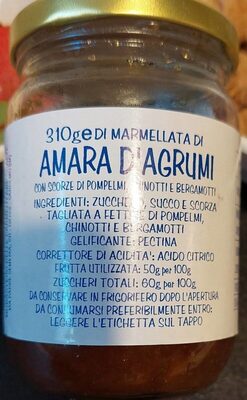 310g e DI MARMELLATA DI
AMARA D'AGRUMI
CON SCORZE DI POMPELMI, CHINOTTI E BERGAMOTTI
INGREDIENTI: ZUCCHERO, SUCCO E SCORZA
TAGLIATA A FETTINE DI POMPELMI,
CHINOTTI E BERGAMOTTI
GELIFICANTE: PECTINA
CORRETTORE DI ACIDITA': ACIDO CITRICO
FRUTTA UTILIZZATA: 50g per 100g
ZUCCHERI TOTALI: 60g per 100g
DA CONSERVARE IN FRIGORIFERO DOPO L'APERTURA
DA CONSUMARSI PREFERIBILMENTE ENTRO:
LEGGERE L'ETICHETTA SUL TAPPO